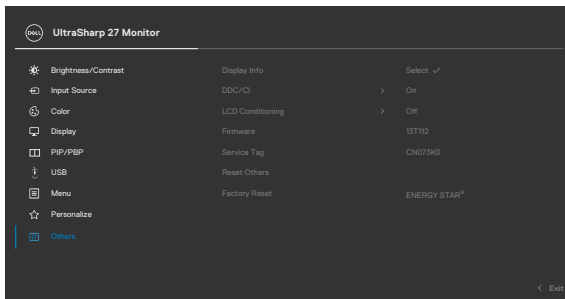 DELL UltraSharp 27 Monitor
Brightness/Contrast Display Info Select ✓
Input Source DDC/CI > On
Color LCD Conditioning > Off
Display Firmware 13T112
PIP/PBP Service Tag CN073K0
USB Reset Others
Menu Factory Reset ENERGY STAR®
Personalize
Others
< Exit